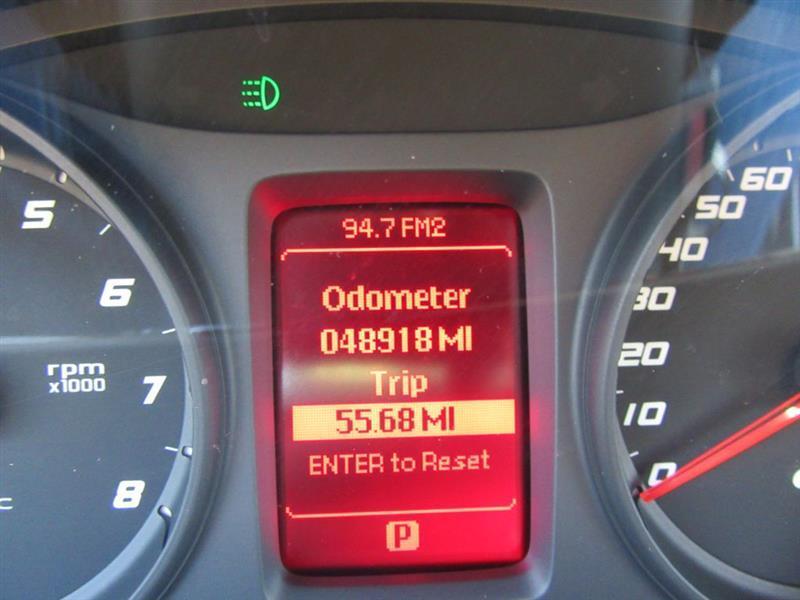 94.7 FM2
Odometer
048918 MI
Trip
55.68 MI
ENTER to Reset
P
5
6
rpm
x1000
7
8
C
60
50
40
30
20
10
0